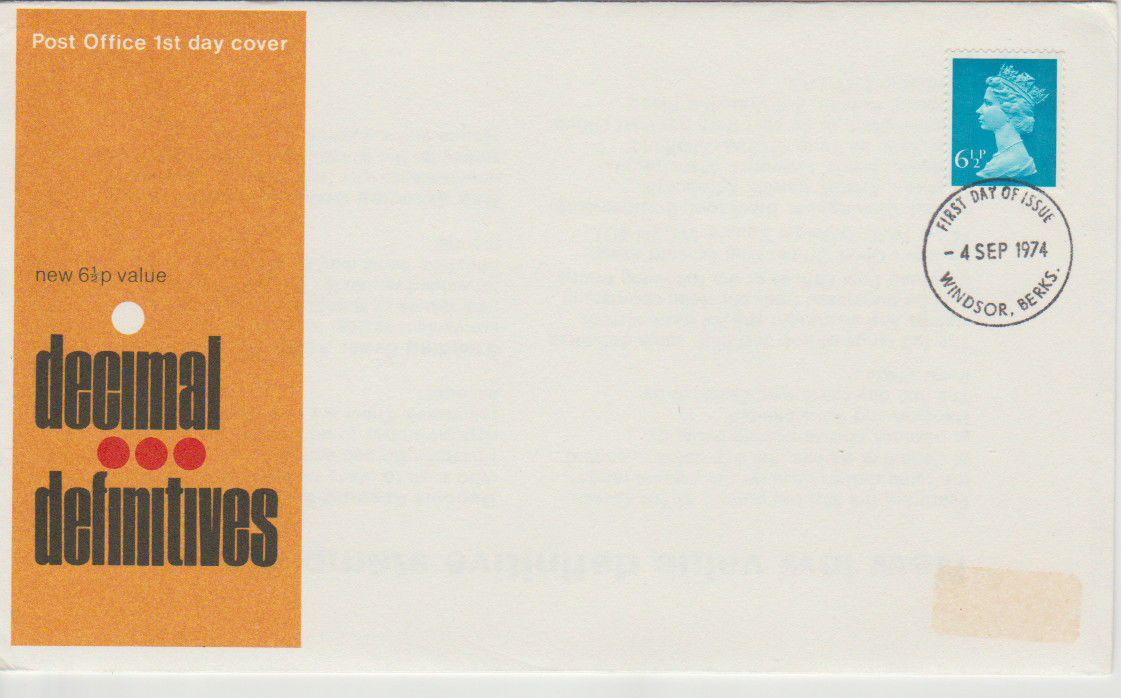 Post Office 1st day cover
new 6½p value
decimal
definitives
6½P
FIRST DAY OF ISSUE
- 4 SEP 1974
WINDSOR, BERKS.